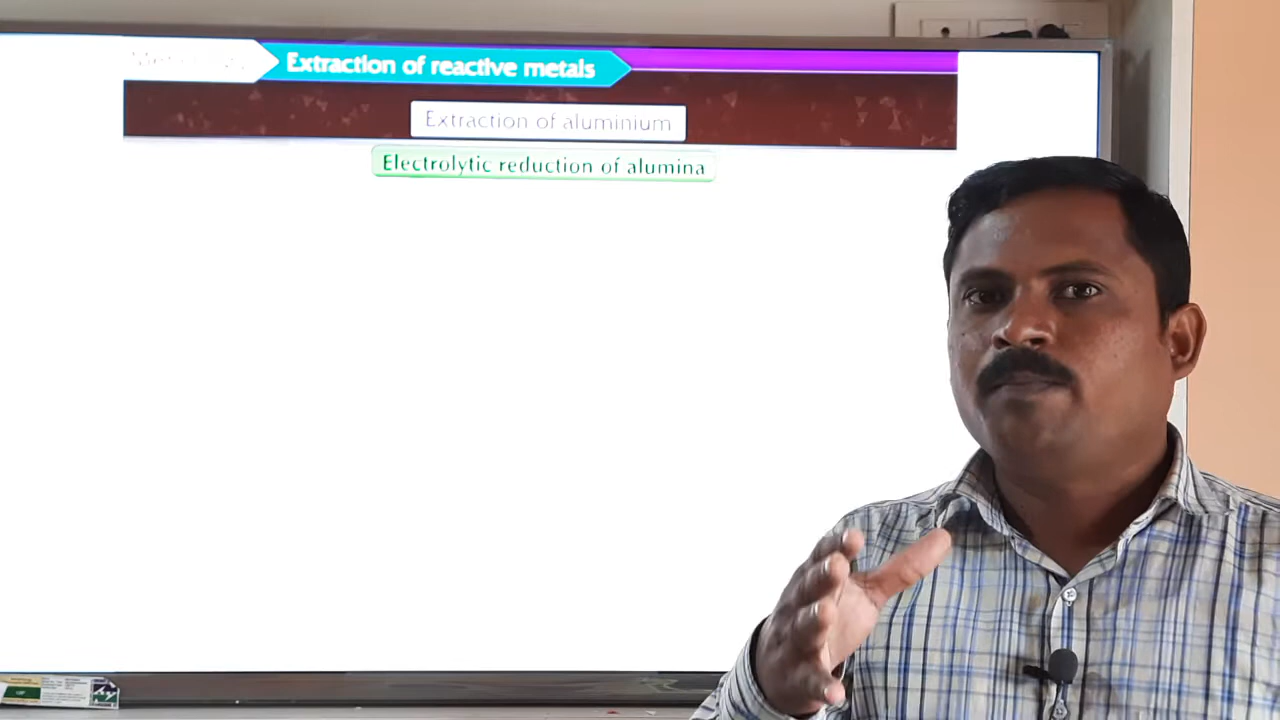 Extraction of reactive metals
Extraction of aluminium
Electrolytic reduction of alumina